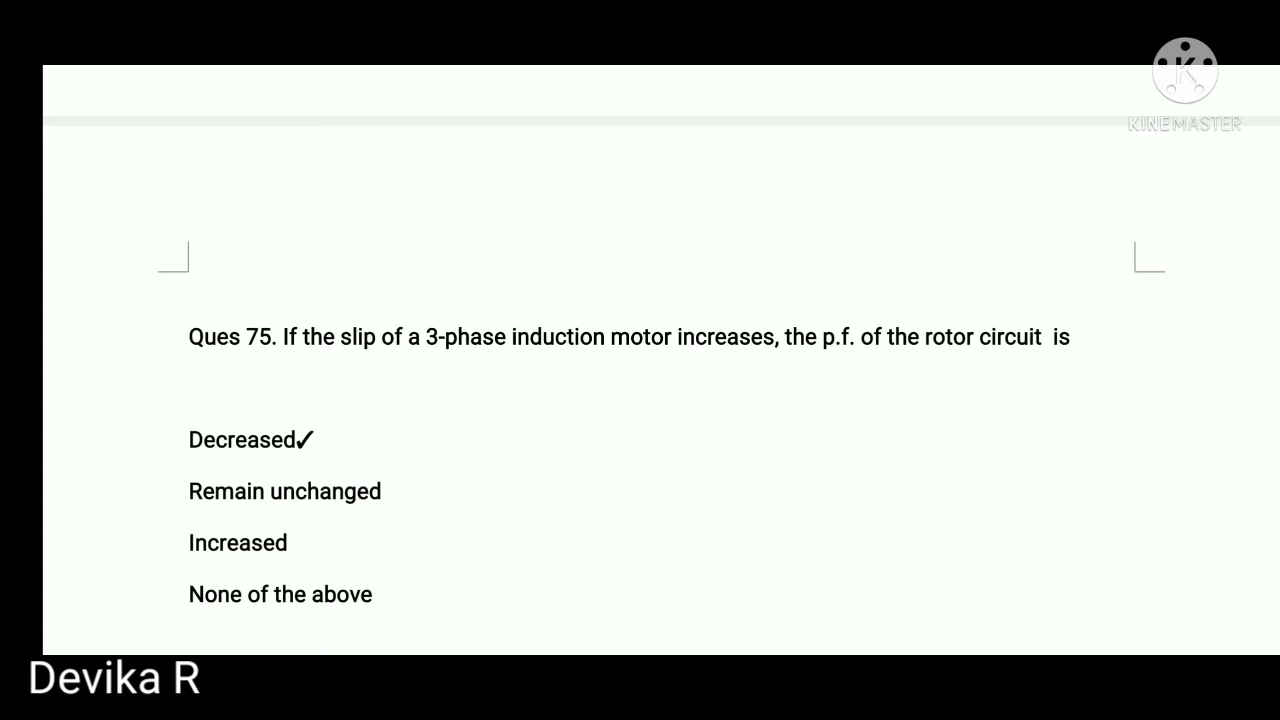 KINEMASTER
Ques 75. If the slip of a 3-phase induction motor increases, the p.f. of the rotor circuit  is
Decreased✓
Remain unchanged
Increased
None of the above
Devika R